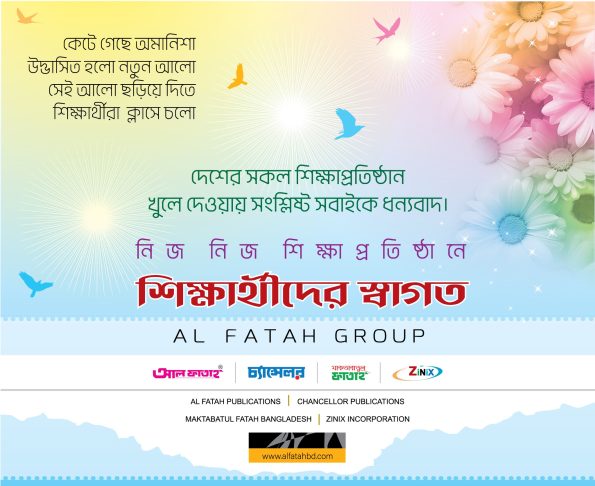 কেটে গেছে অমানিশা
উদ্ভাসিত হলো নতুন আলো
সেই আলো ছড়িয়ে দিতে
শিক্ষার্থীরা ক্লাসে চলো
দেশের সকল শিক্ষাপ্রতিষ্ঠান
খুলে দেওয়ায় সংশ্লিষ্ট সবাইকে ধন্যবাদ।
নিজ নিজ শিক্ষাপ্রতিষ্ঠানে
শিক্ষার্থীদের স্বাগত
AL FATAH GROUP
আল ফাতাহ® চ্যান্সেলর মাকতাবাতুল ফাতাহ ZINIX
AL FATAH PUBLICATIONS | CHANCELLOR PUBLICATIONS
MAKTABATUL FATAH BANGLADESH | ZINIX INCORPORATION
www.alfatahbd.com